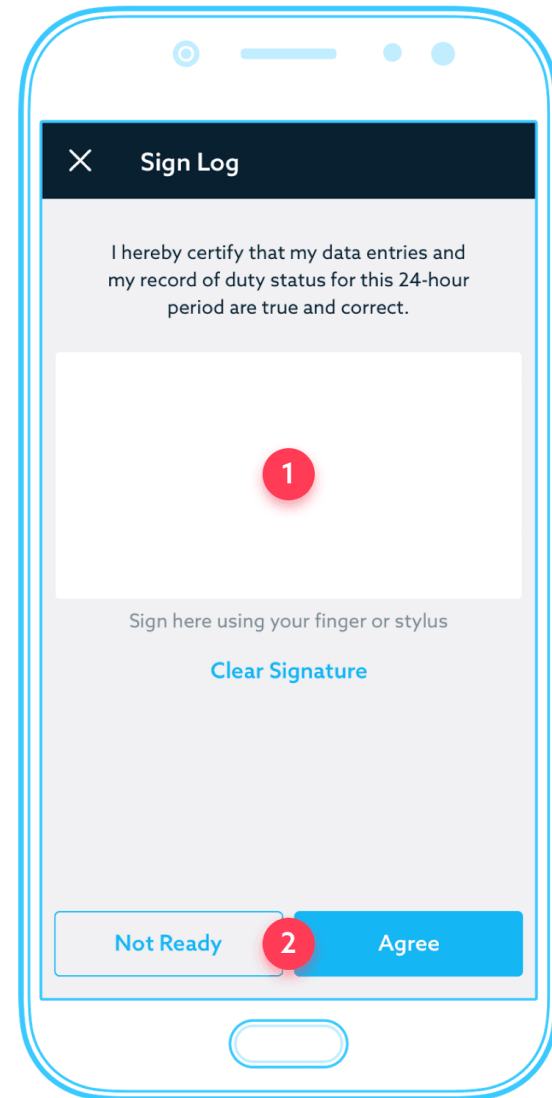 Sign Log
I hereby certify that my data entries and
my record of duty status for this 24-hour
period are true and correct.
1
Sign here using your finger or stylus
Clear Signature
Not Ready 2 Agree